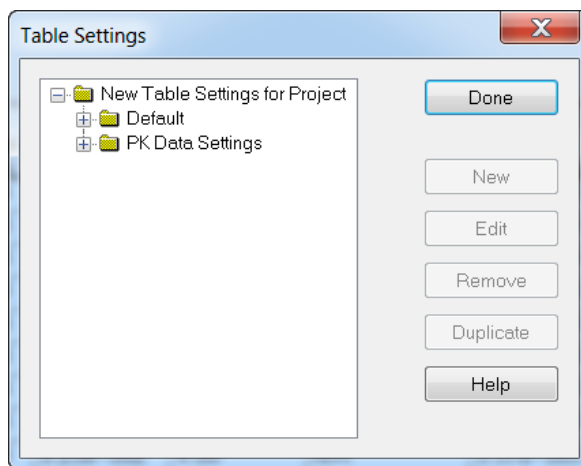 Table Settings
New Table Settings for Project
Default
PK Data Settings
Done
New
Edit
Remove
Duplicate
Help